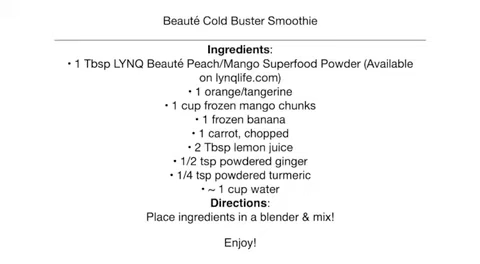 Beauté Cold Buster Smoothie
Ingredients:
• 1 Tbsp LYNQ Beauté Peach/Mango Superfood Powder (Available
on lynqlife.com)
• 1 orange/tangerine
• 1 cup frozen mango chunks
• 1 frozen banana
• 1 carrot, chopped
• 2 Tbsp lemon juice
• 1/2 tsp powdered ginger
• 1/4 tsp powdered turmeric
• ~ 1 cup water
Directions:
Place ingredients in a blender & mix!
Enjoy!